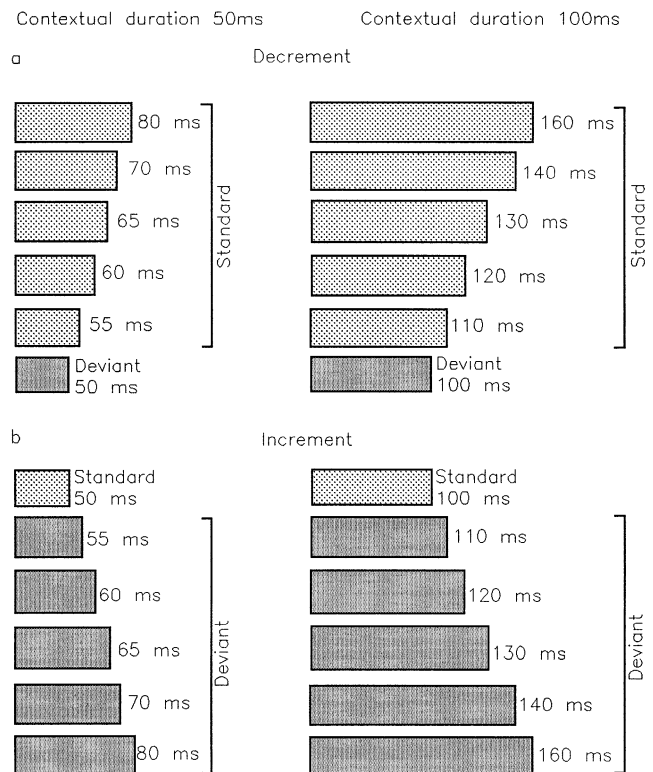 Contextual duration 50ms
Contextual duration 100ms
a
Decrement
80 ms
70 ms
65 ms
60 ms
55 ms
Standard
Deviant
50 ms
160 ms
140 ms
130 ms
120 ms
110 ms
Standard
Deviant
100 ms
b
Increment
Standard
50 ms
55 ms
60 ms
65 ms
70 ms
80 ms
Deviant
Standard
100 ms
110 ms
120 ms
130 ms
140 ms
160 ms
Deviant